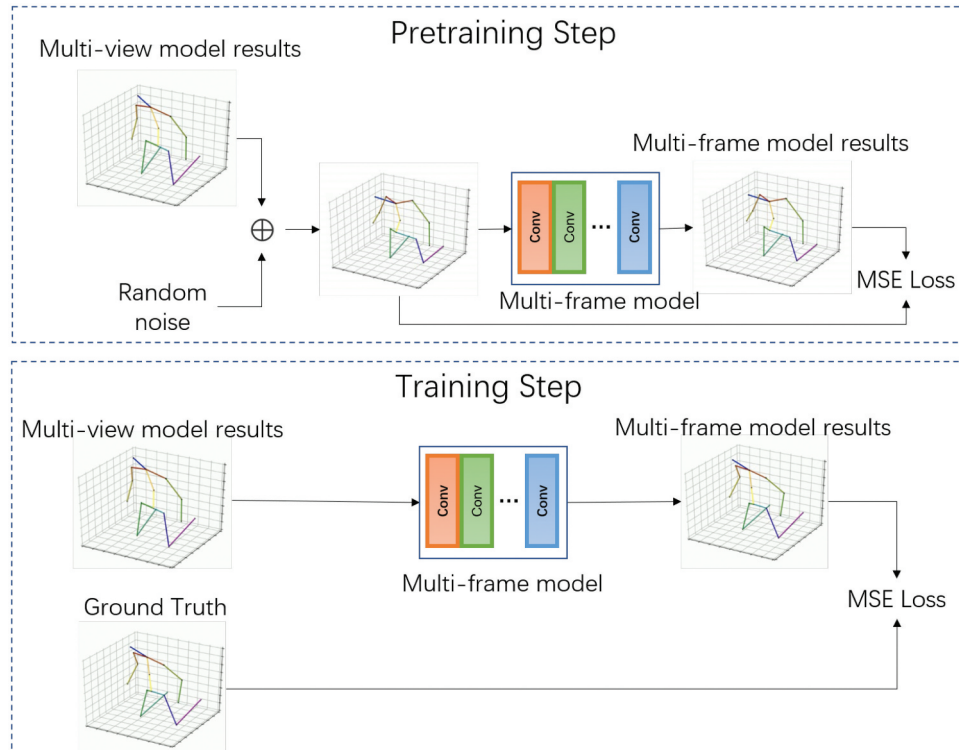 Pretraining Step
Multi-view model results
Multi-frame model results
Conv
Conv
...
Conv
Multi-frame model
MSE Loss
Random
noise
Training Step
Multi-view model results
Multi-frame model results
Conv
Conv
...
Conv
Multi-frame model
MSE Loss
Ground Truth